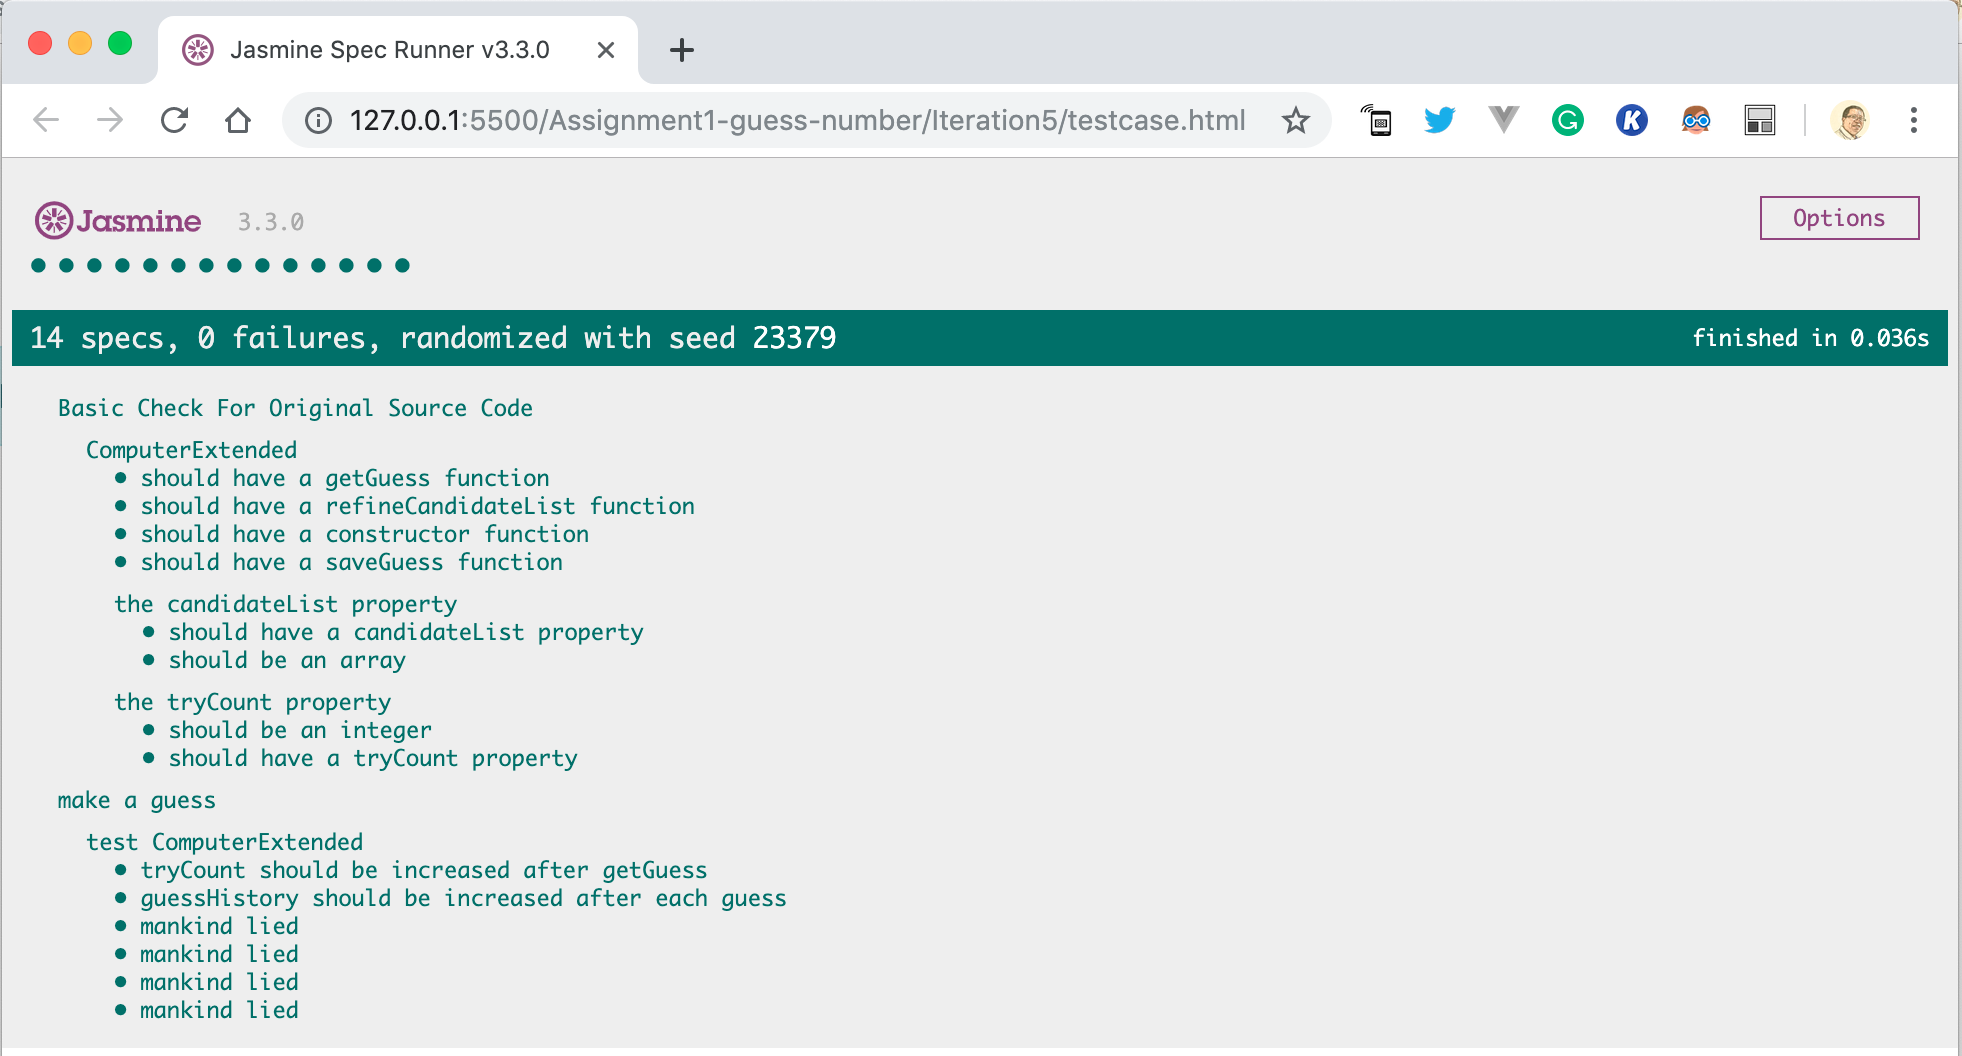 Jasmine Spec Runner v3.3.0
127.0.0.1:5500/Assignment1-guess-number/Iteration5/testcase.html
Jasmine 3.3.0
Options
14 specs, 0 failures, randomized with seed 23379
finished in 0.036s
Basic Check For Original Source Code
ComputerExtended
• should have a getGuess function
• should have a refineCandidateList function
• should have a constructor function
• should have a saveGuess function
the candidateList property
• should have a candidateList property
• should be an array
the tryCount property
• should be an integer
• should have a tryCount property
make a guess
test ComputerExtended
• tryCount should be increased after getGuess
• guessHistory should be increased after each guess
• mankind lied
• mankind lied
• mankind lied
• mankind lied